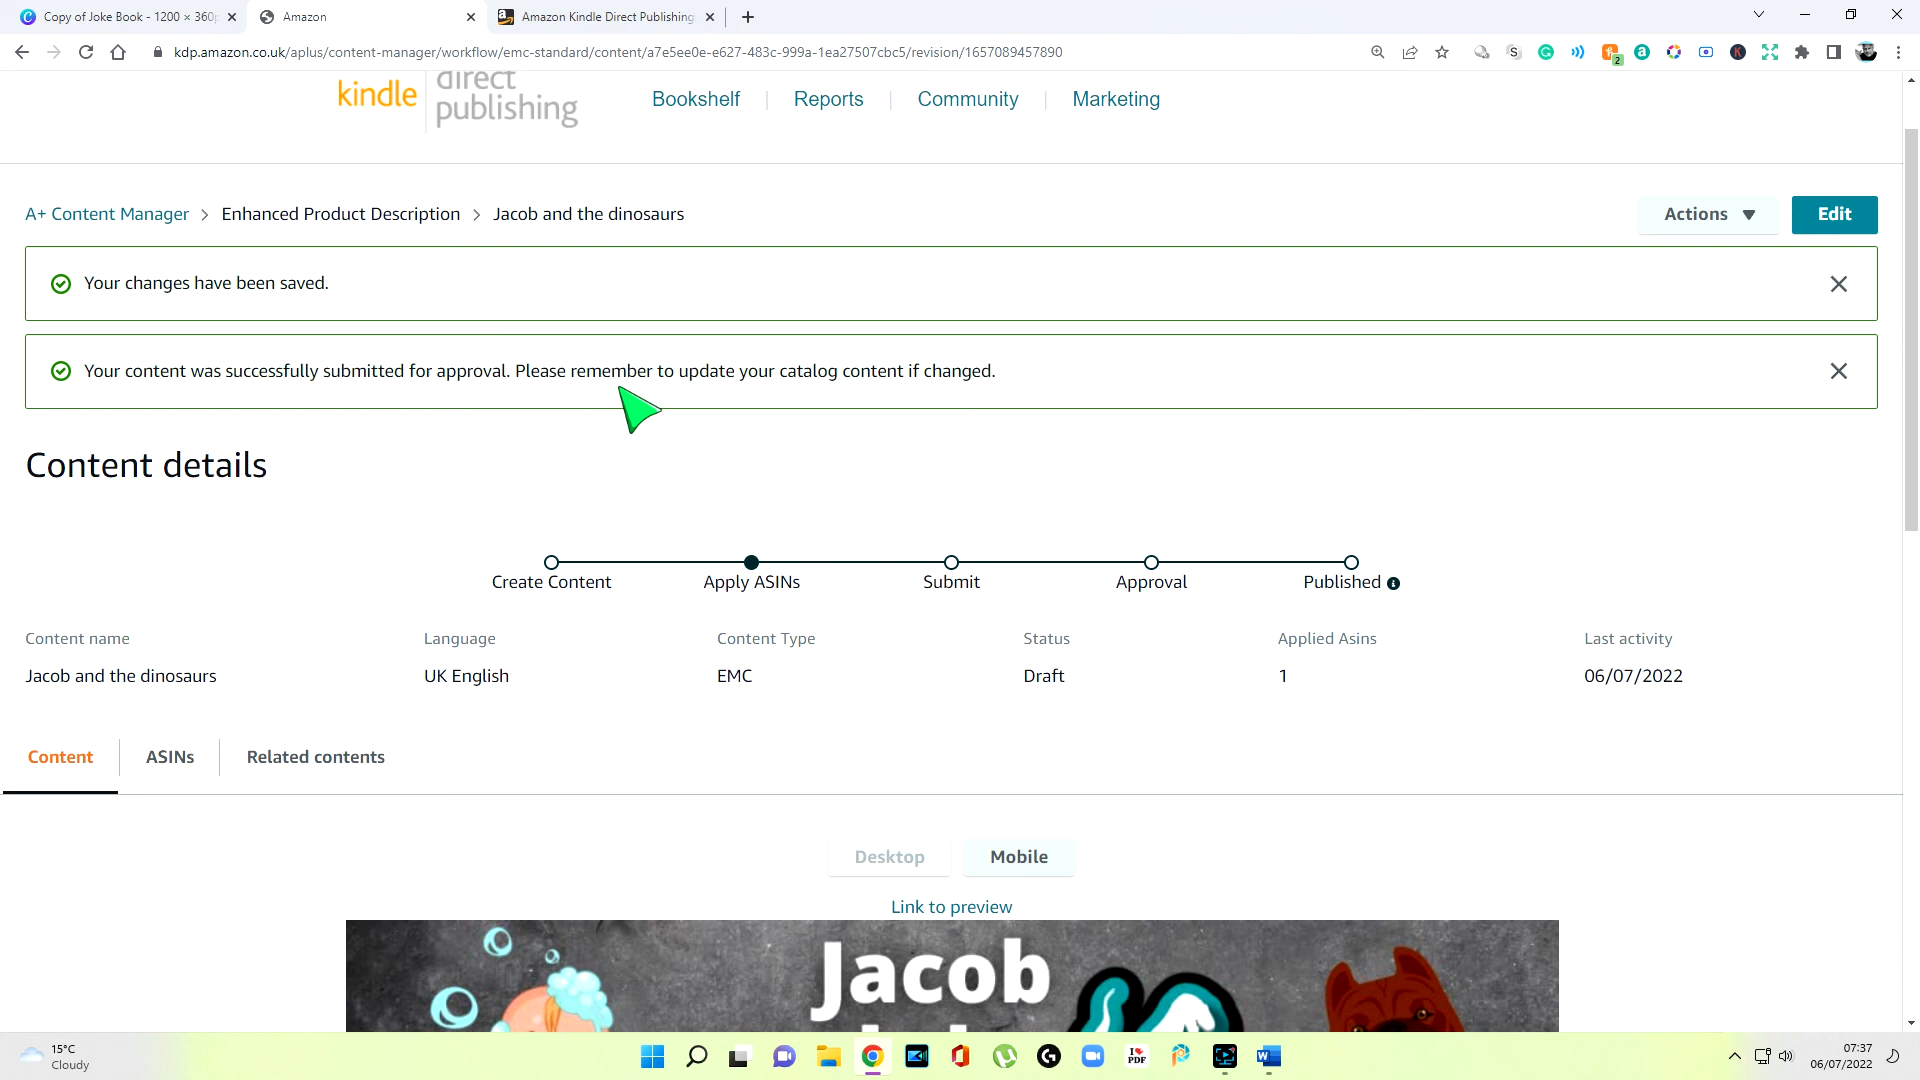 Copy of Joke Book - 1200 × 360p
Amazon
Amazon Kindle Direct Publishing
kdp.amazon.co.uk/aplus/content-manager/workflow/emc-standard/content/a7e5ee0e-e627-483c-999a-1ea27507cbc5/revision/1657089457890
kindle direct publishing
Bookshelf | Reports | Community | Marketing
A+ Content Manager > Enhanced Product Description > Jacob and the dinosaurs
Actions ▼ Edit
Your changes have been saved.
Your content was successfully submitted for approval. Please remember to update your catalog content if changed.
Content details
Create Content Apply ASINs Submit Approval Published
Content name Language Content Type Status Applied Asins Last activity
Jacob and the dinosaurs UK English EMC Draft 1 06/07/2022
Content ASINs Related contents
Desktop Mobile
Link to preview
Jacob
15°C
Cloudy
07:37
06/07/2022